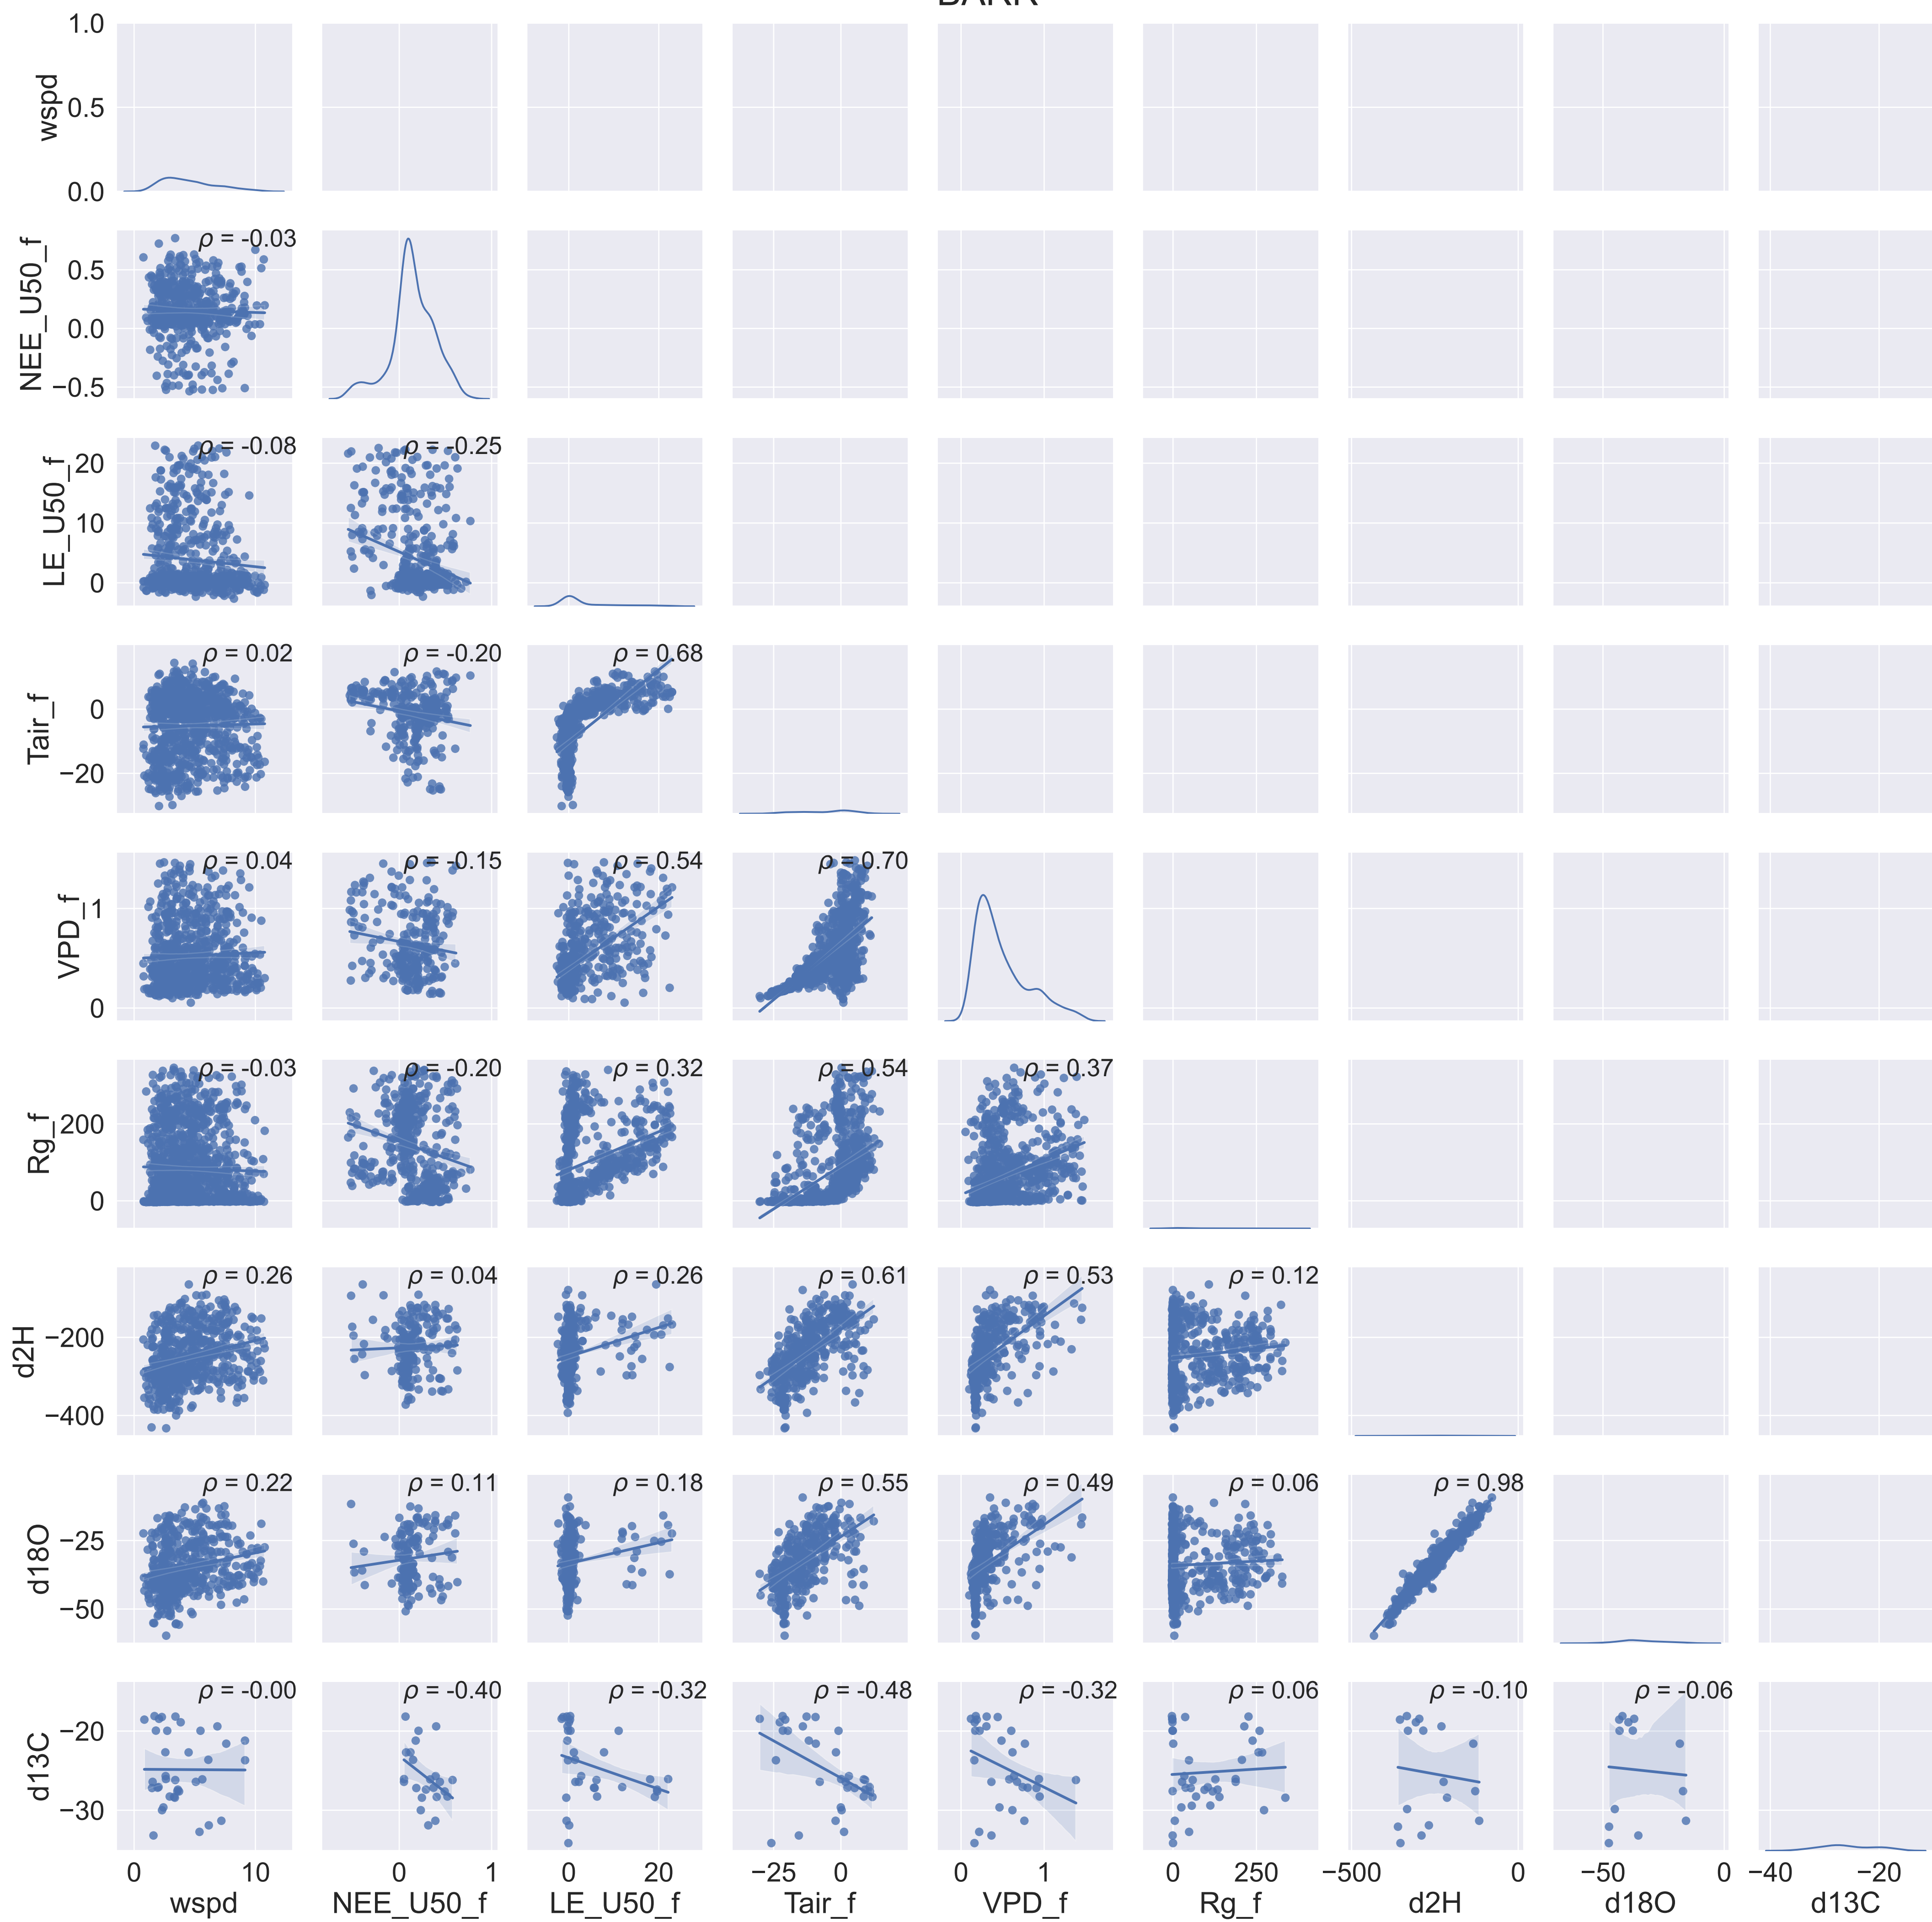 BARR
1.0
wspd
0.5
0.0
ρ = -0.03
NEE_U50_f
0.5
0.0
−0.5
ρ = -0.08
ρ = -0.25
LE_U50_f
20
10
0
ρ = 0.02
ρ = -0.20
ρ = 0.68
Tair_f
0
−20
ρ = 0.04
ρ = -0.15
ρ = 0.54
ρ = 0.70
VPD_f
1
0
ρ = -0.03
ρ = -0.20
ρ = 0.32
ρ = 0.54
ρ = 0.37
Rg_f
200
0
ρ = 0.26
ρ = 0.04
ρ = 0.26
ρ = 0.61
ρ = 0.53
ρ = 0.12
d2H
−200
−400
ρ = 0.22
ρ = 0.11
ρ = 0.18
ρ = 0.55
ρ = 0.49
ρ = 0.06
ρ = 0.98
d18O
−25
−50
ρ = -0.00
ρ = -0.40
ρ = -0.32
ρ = -0.48
ρ = -0.32
ρ = 0.06
ρ = -0.10
ρ = -0.06
d13C
−20
−30
0 10 0 1 0 20 −25 0 0 1 0 250 −500 0 −50 0 −40 −20
wspd NEE_U50_f LE_U50_f Tair_f VPD_f Rg_f d2H d18O d13C